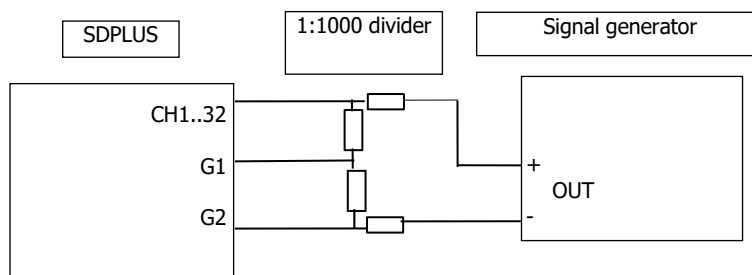 SDPLUS
1:1000 divider
Signal generator
CH1..32
G1
G2
+
OUT
-